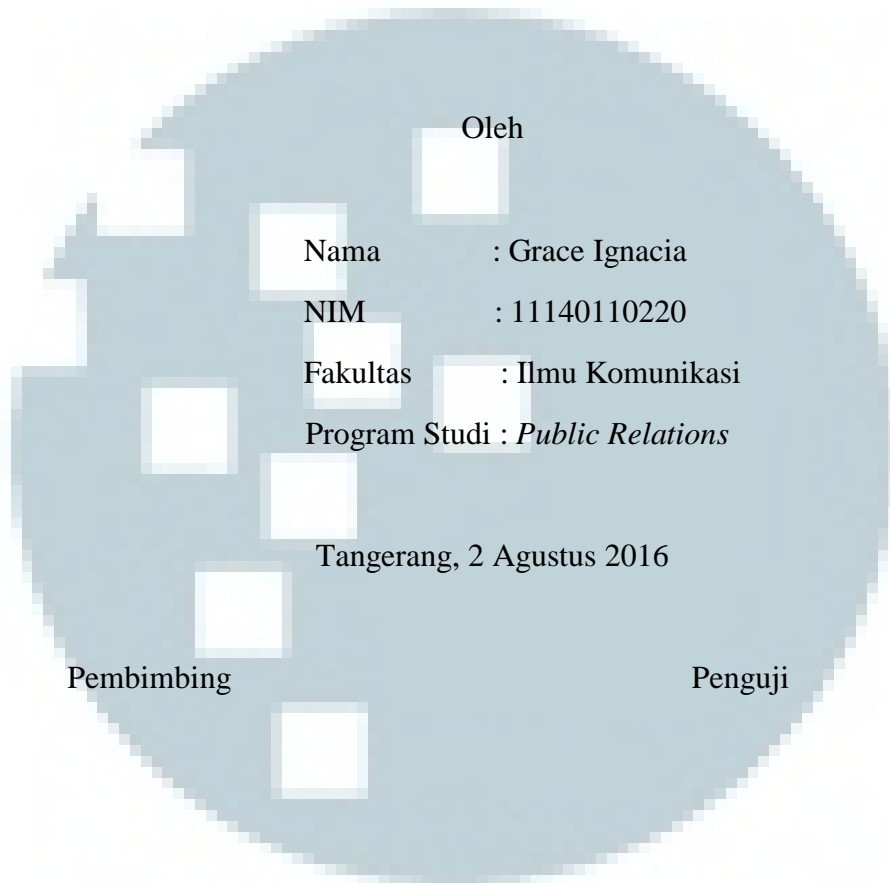 Oleh
Nama : Grace Ignacia
NIM : 11140110220
Fakultas : Ilmu Komunikasi
Program Studi : Public Relations
Tangerang, 2 Agustus 2016
Pembimbing Penguji